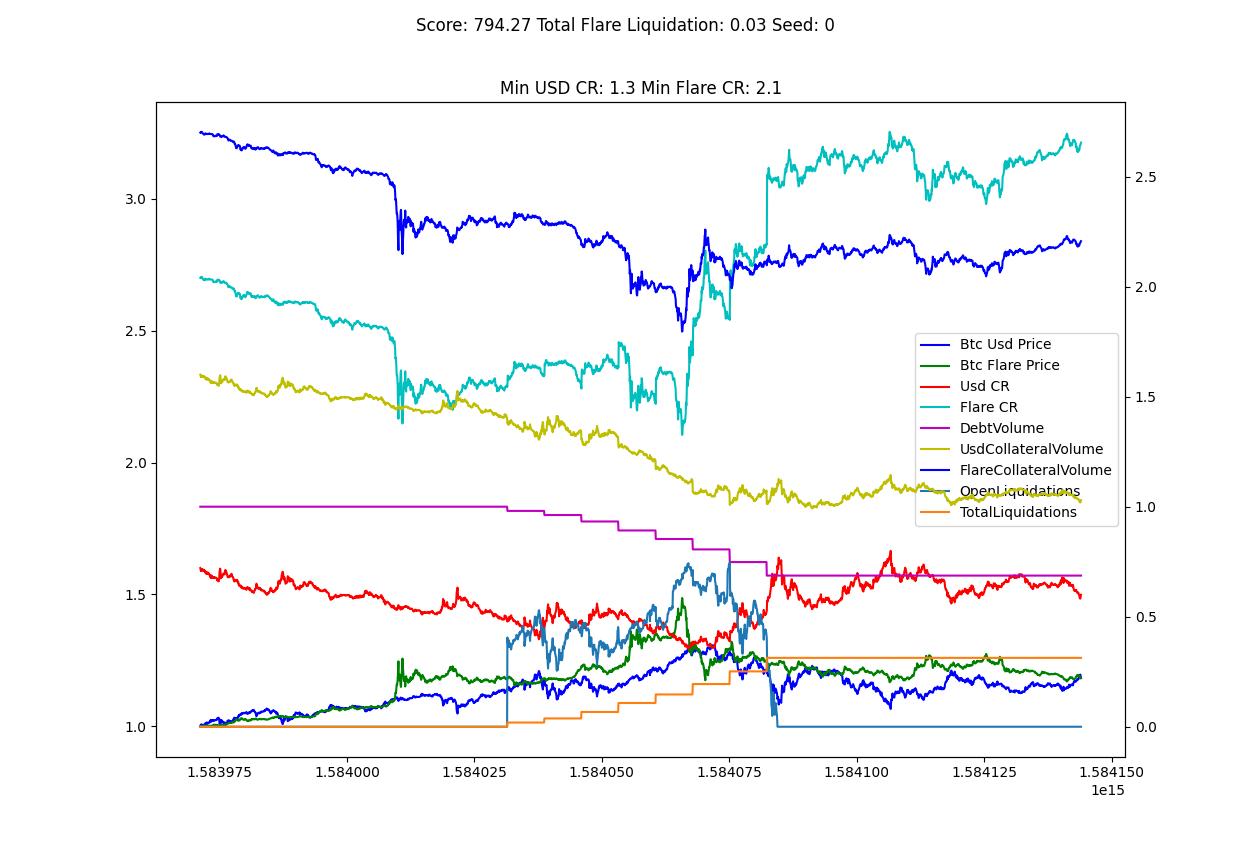 Score: 794.27 Total Flare Liquidation: 0.03 Seed: 0
Min USD CR: 1.3 Min Flare CR: 2.1
3.0
2.5
2.0
1.5
1.0
2.5
2.0
1.5
1.0
0.5
0.0
Btc Usd Price
Btc Flare Price
Usd CR
Flare CR
DebtVolume
UsdCollateralVolume
FlareCollateralVolume
OpenLiquidations
TotalLiquidations
1.583975 1.584000 1.584025 1.584050 1.584075 1.584100 1.584125 1.584150
1e15